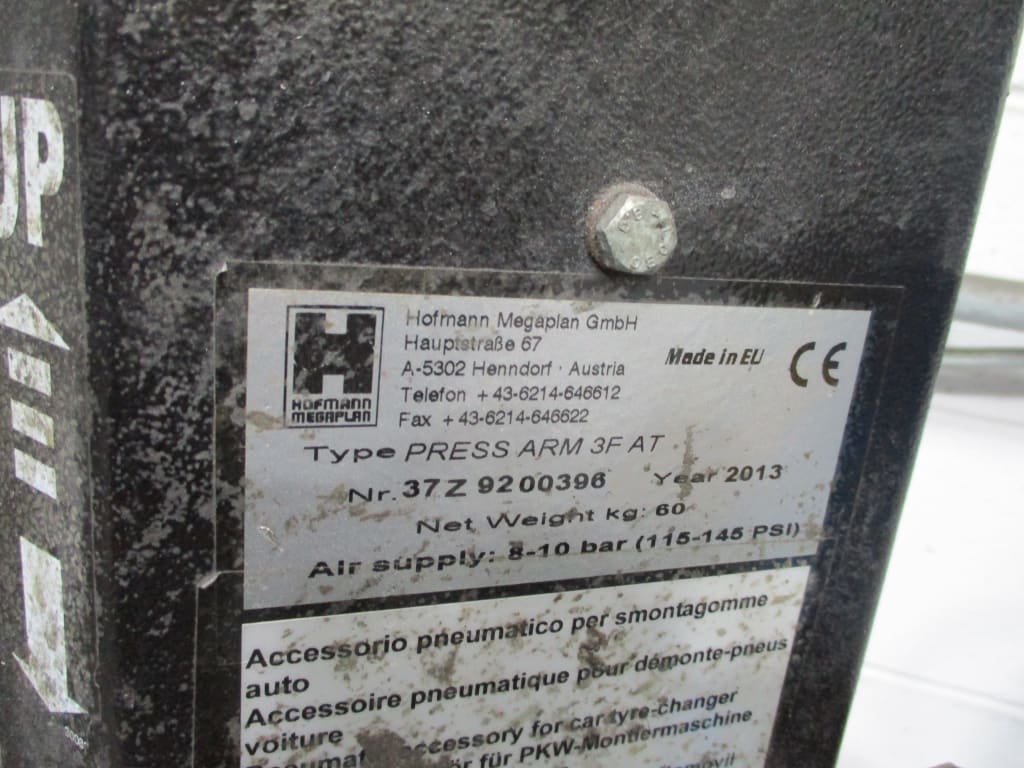 UP
HOFMANN
MEGAPLAN
Hofmann Megaplan GmbH
Hauptstraße 67
A-5302 Henndorf · Austria
Telefon +43-6214-646612
Fax +43-6214-646622
Made in EU
CE
Type PRESS ARM 3F AT
Nr. 37Z 9200396 Year 2013
Net Weight kg: 60
Air supply: 8-10 bar (115-145 PSI)
Accessorio pneumatico per smontagomme
auto
Accessoire pneumatique pour démonte-pneus
voiture
for car tyre-changer
für PKW-Montiermaschine